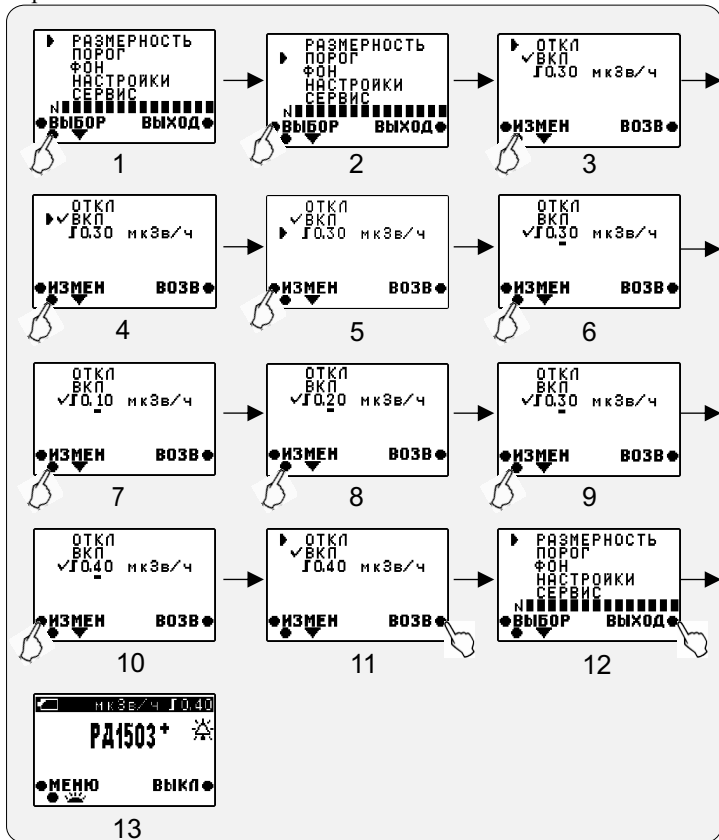 РАЗМЕРНОСТЬ
ПОРОГ
ФОН
НАСТРОЙКИ
СЕРВИС
N
ВЫБОР ВЫХОД
1
РАЗМЕРНОСТЬ
ПОРОГ
ФОН
НАСТРОЙКИ
СЕРВИС
N
ВЫБОР ВЫХОД
2
ОТКЛ
ВКЛ
0.30 мкЗв/ч
ИЗМЕН ВОЗВ
3
ОТКЛ
ВКЛ
0.30 мкЗв/ч
ИЗМЕН ВОЗВ
4
ОТКЛ
ВКЛ
0.30 мкЗв/ч
ИЗМЕН ВОЗВ
5
ОТКЛ
ВКЛ
0.30 мкЗв/ч
ИЗМЕН ВОЗВ
6
ОТКЛ
ВКЛ
0.10 мкЗв/ч
ИЗМЕН ВОЗВ
7
ОТКЛ
ВКЛ
0.20 мкЗв/ч
ИЗМЕН ВОЗВ
8
ОТКЛ
ВКЛ
0.30 мкЗв/ч
ИЗМЕН ВОЗВ
9
ОТКЛ
ВКЛ
0.40 мкЗв/ч
ИЗМЕН ВОЗВ
10
ОТКЛ
ВКЛ
0.40 мкЗв/ч
ИЗМЕН ВОЗВ
11
РАЗМЕРНОСТЬ
ПОРОГ
ФОН
НАСТРОЙКИ
СЕРВИС
N
ВЫБОР ВЫХОД
12
мкЗв/ч 0.40
РД1503+
МЕНЮ ВЫКЛ
13